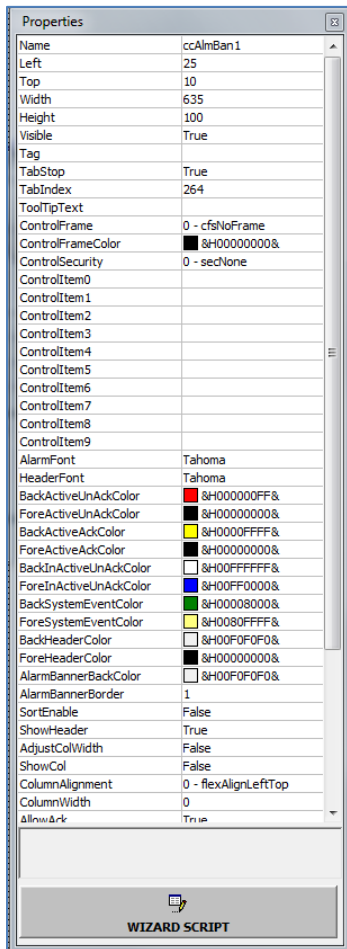 Properties
Name ccAlmBan1
Left 25
Top 10
Width 635
Height 100
Visible True
Tag
TabStop True
TabIndex 264
ToolTipText
ControlFrame 0 - cfsNoFrame
ControlFrameColor &H00000000&
ControlSecurity 0 - secNone
ControlItem0
ControlItem1
ControlItem2
ControlItem3
ControlItem4
ControlItem5
ControlItem6
ControlItem7
ControlItem8
ControlItem9
AlarmFont Tahoma
HeaderFont Tahoma
BackActiveUnAckColor &H000000FF&
ForeActiveUnAckColor &H00000000&
BackActiveAckColor &H0000FFFF&
ForeActiveAckColor &H00000000&
BackInActiveUnAckColor &H00FFFFFF&
ForeInActiveUnAckColor &H00FF0000&
BackSystemEventColor &H00008000&
ForeSystemEventColor &H0080FFFF&
BackHeaderColor &H00F0F0F0&
ForeHeaderColor &H00000000&
AlarmBannerBackColor &H00F0F0F0&
AlarmBannerBorder 1
SortEnable False
ShowHeader True
AdjustColWidth False
ShowCol False
ColumnAlignment 0 - flexAlignLeftTop
ColumnWidth 0
AllowAck True
WIZARD SCRIPT